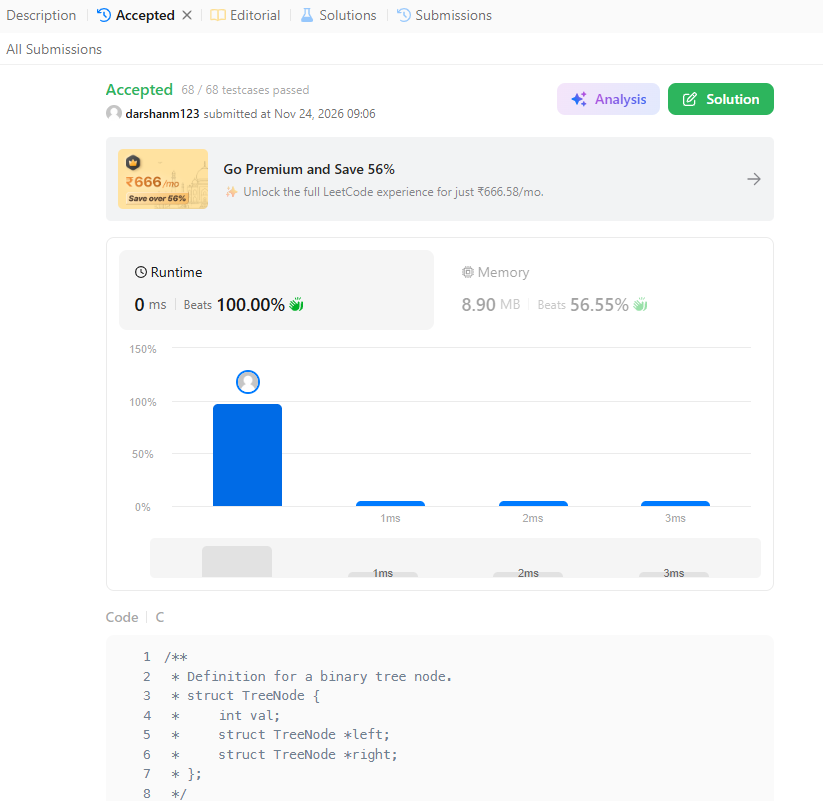 Description Accepted Editorial Solutions Submissions
All Submissions
Accepted 68 / 68 testcases passed
darshanm123 submitted at Nov 24, 2026 09:06
Analysis Solution
₹666 /mo
Save over 56%
Go Premium and Save 56%
Unlock the full LeetCode experience for just ₹666.58/mo.
Runtime
0 ms Beats 100.00%
Memory
8.90 MB Beats 56.55%
150%
100%
50%
0%
1ms 2ms 3ms
1ms 2ms 3ms
Code C
1 /**
2  * Definition for a binary tree node.
3  * struct TreeNode {
4  *     int val;
5  *     struct TreeNode *left;
6  *     struct TreeNode *right;
7  * };
8  */